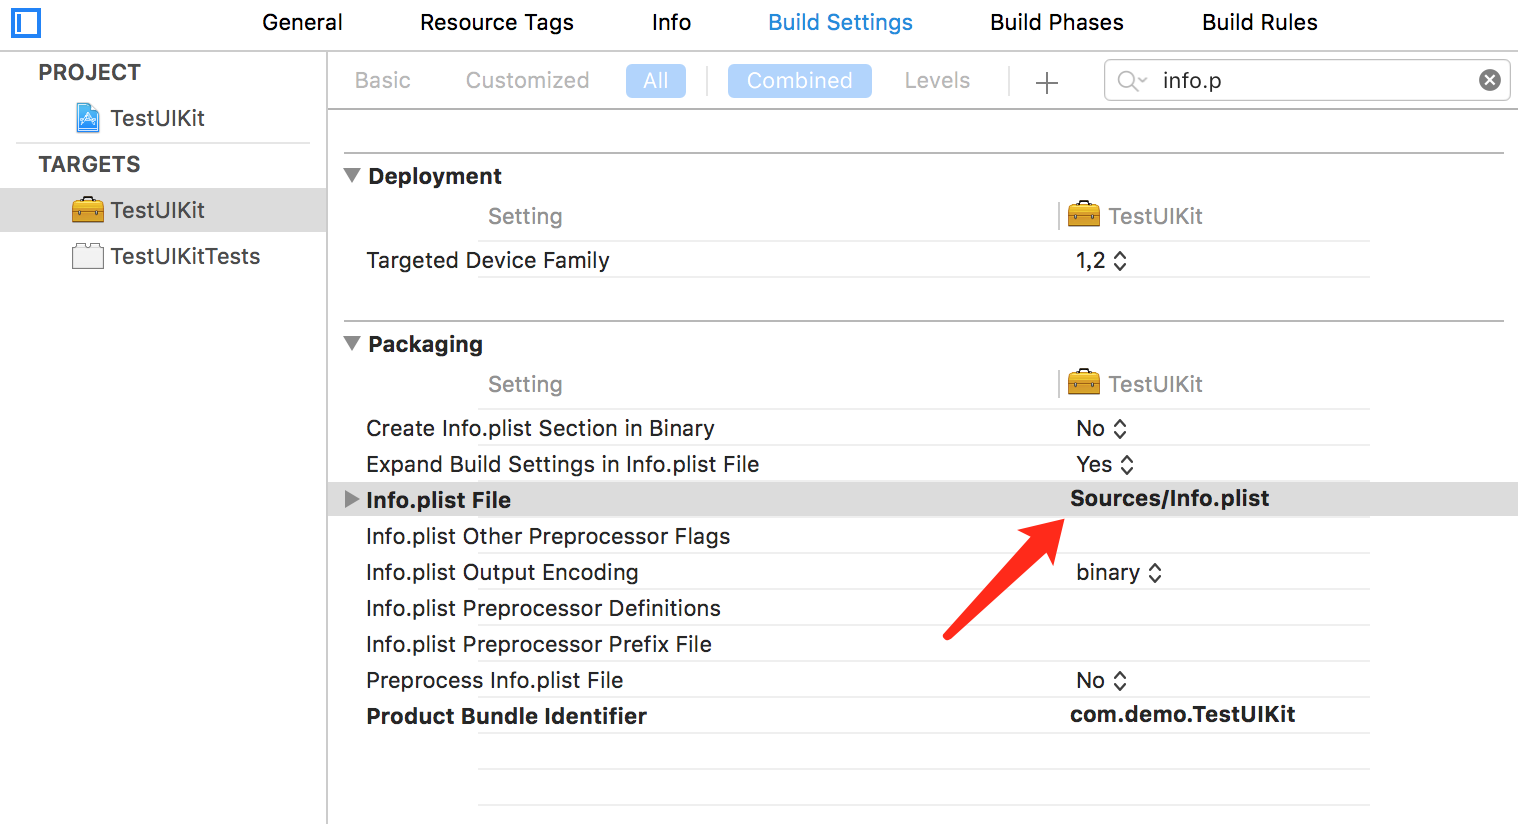 General Resource Tags Info Build Settings Build Phases Build Rules
PROJECT
TestUIKit
TARGETS
TestUIKit
TestUIKitTests
Basic Customized All Combined Levels + info.p
Deployment
Setting TestUIKit
Targeted Device Family 1,2
Packaging
Setting TestUIKit
Create Info.plist Section in Binary No
Expand Build Settings in Info.plist File Yes
Info.plist File Sources/Info.plist
Info.plist Other Preprocessor Flags
Info.plist Output Encoding binary
Info.plist Preprocessor Definitions
Info.plist Preprocessor Prefix File
Preprocess Info.plist File No
Product Bundle Identifier com.demo.TestUIKit